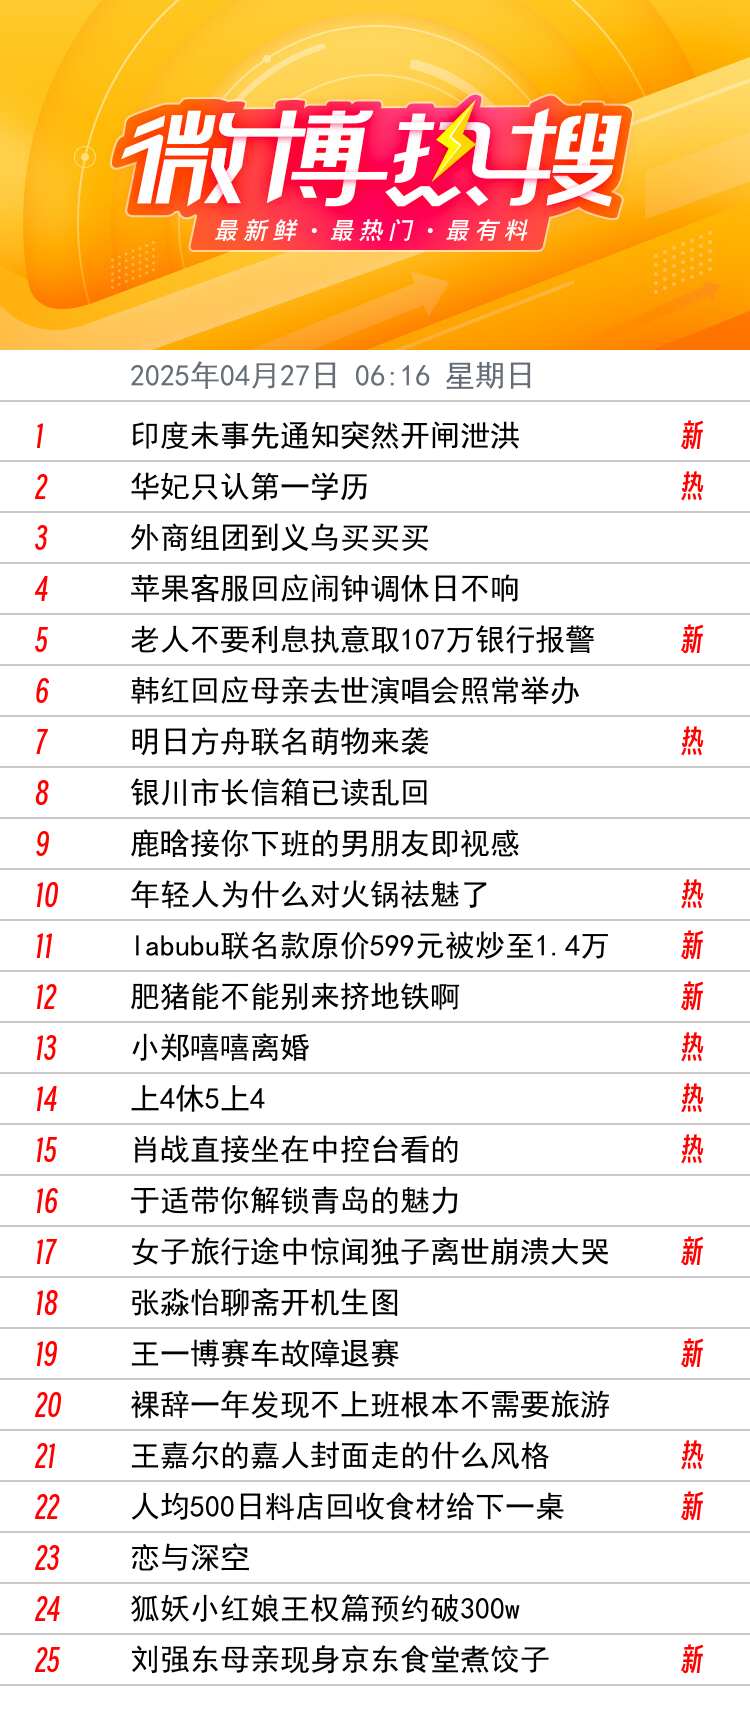 微博热搜
最新鲜·最热门·最有料
2025年04月27日 06:16 星期日
1 印度未事先通知突然开闸泄洪 新
2 华妃只认第一学历 热
3 外商组团到义乌买买买
4 苹果客服回应闹钟调休日不响
5 老人不要利息执意取107万银行报警 新
6 韩红回应母亲去世演唱会照常举办
7 明日方舟联名萌物来袭 热
8 银川市长信箱已读乱回
9 鹿晗接你下班的男朋友即视感
10 年轻人为什么对火锅祛魅了 热
11 labubu联名款原价599元被炒至1.4万 新
12 肥猪能不能别来挤地铁啊 新
13 小郑嘻嘻离婚 热
14 上4休5上4 热
15 肖战直接坐在中控台看的 热
16 于适带你解锁青岛的魅力
17 女子旅行途中惊闻独子离世崩溃大哭 新
18 张淼怡聊斋开机生图
19 王一博赛车故障退赛 新
20 裸辞一年发现不上班根本不需要旅游
21 王嘉尔的嘉人封面走的什么风格 热
22 人均500日料店回收食材给下一桌 新
23 恋与深空
24 狐妖小红娘王权篇预约破300w
25 刘强东母亲现身京东食堂煮饺子 新